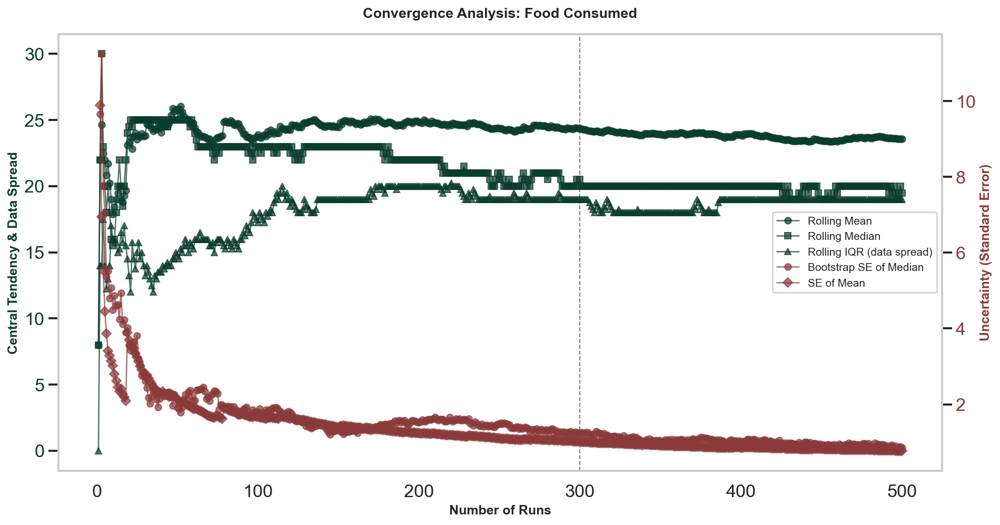 Convergence Analysis: Food Consumed
30
25
20
15
10
5
0
Central Tendency & Data Spread
10
8
6
4
2
Uncertainty (Standard Error)
Rolling Mean
Rolling Median
Rolling IQR (data spread)
Bootstrap SE of Median
SE of Mean
0 100 200 300 400 500
Number of Runs